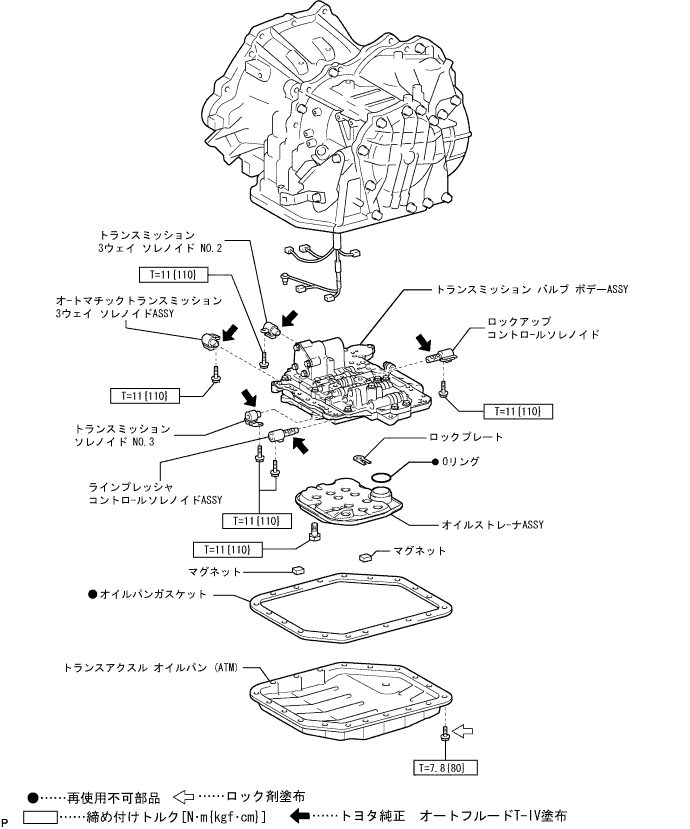 トランスミッション
3ウェイ ソレノイド NO.2
T=11{110}
オートマチックトランスミッション
3ウェイ ソレノイドASSY
トランスミッション バルブ ボデーASSY
ロックアップ
コントロールソレノイド
T=11{110}
T=11{110}
トランスミッション
ソレノイド NO.3
ロックプレート
●Oリング
ラインプレッシャ
コントロールソレノイドASSY
T=11{110}
オイルストレーナASSY
T=11{110}
マグネット
マグネット
●オイルパンガスケット
トランスアクスル オイルパン (ATM)
T=7.8{80}
●……再使用不可部品 ……ロック剤塗布
……締め付けトルク[N・m{kgf・cm}] ……トヨタ純正 オートフルードT-IV塗布
P